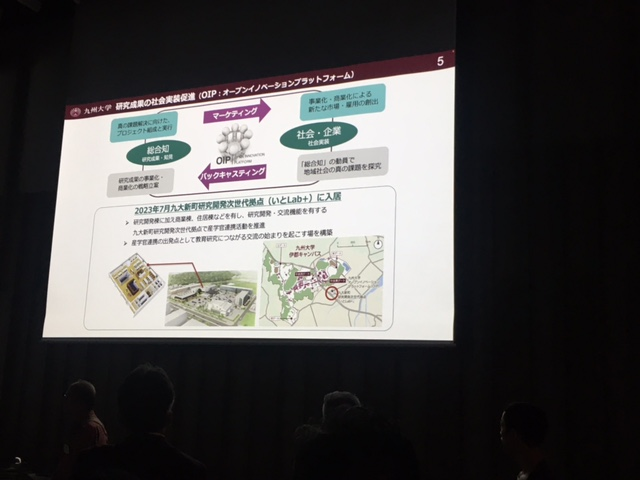 九州大学 研究成果の社会実装促進（OIP：オープンイノベーションプラットフォーム）
5
真の課題解決に向けた、
プロジェクト組成と実行
マーケティング
事業化・商業化による
新たな市場・雇用の創出
総合知
研究成果・知見
OIP
社会・企業
社会実装
研究成果の事業化・
商業化の戦略立案
バックキャスティング
「総合知」の動員で
地域社会の真の課題を探究
2023年7月九大新町研究開発次世代拠点（いとLab+）に入居
➤ 研究開発棟に加え商業棟、住居棟などを有し、研究開発・交流機能を有する
九大新町研究開発次世代拠点で産学官連携活動を推進
➤ 産学官連携の出発点として教育研究につながる交流の始まりを起こす場を構築
九州大学
伊都キャンパス